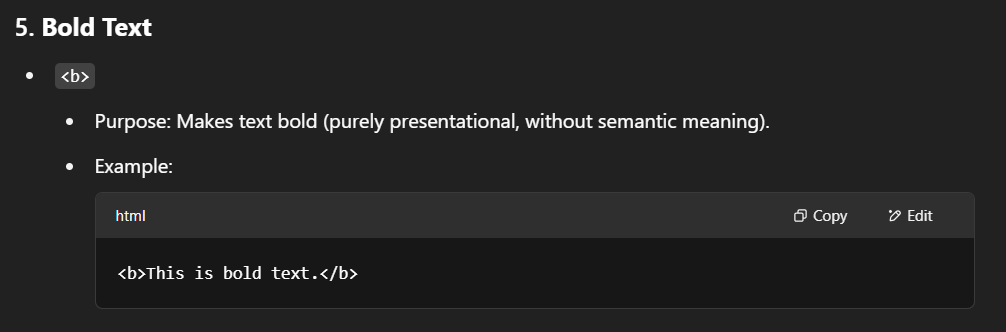 5. Bold Text
<b>
Purpose: Makes text bold (purely presentational, without semantic meaning).
Example:
html Copy Edit
<b>This is bold text.</b>